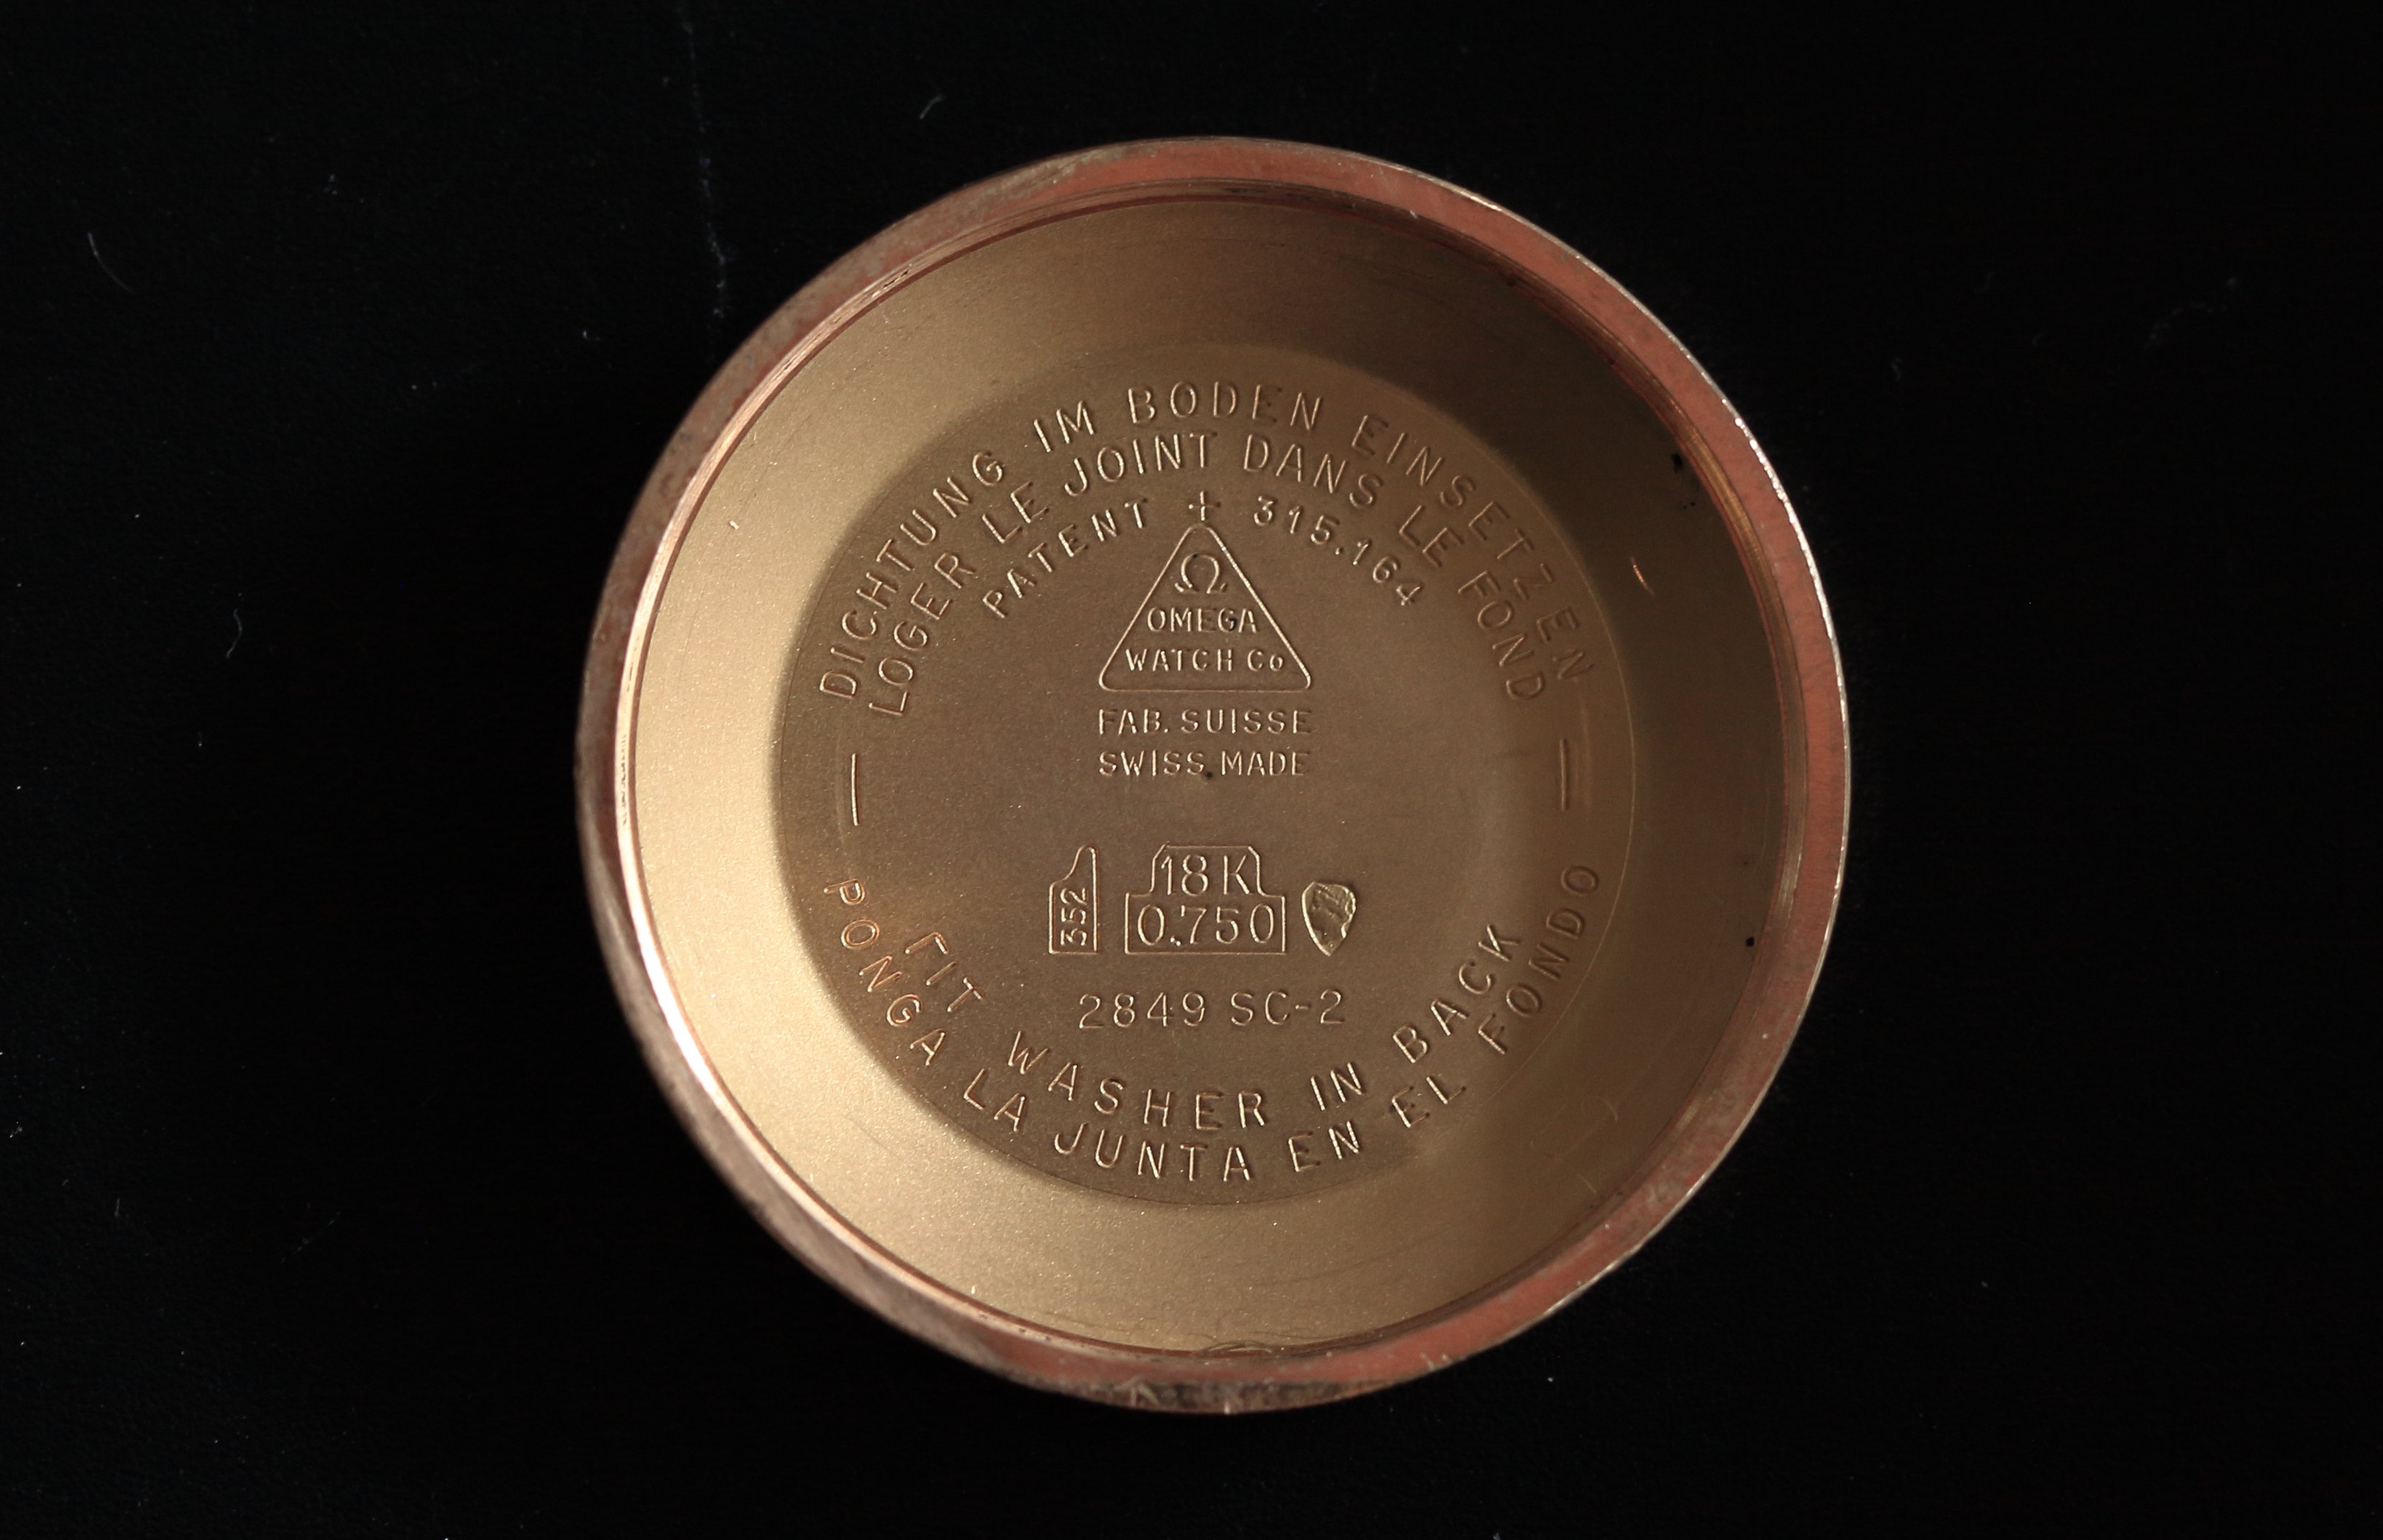 DICHTUNG IM BODEN EINSETZEN
LOGER LE JOINT DANS LE FOND
PATENT + 315.164
Ω
OMEGA
WATCH Co
FAB. SUISSE
SWISS MADE
352
18K
0.750
2849 SC-2
FIT WASHER IN BACK
PONGA LA JUNTA EN EL FONDO